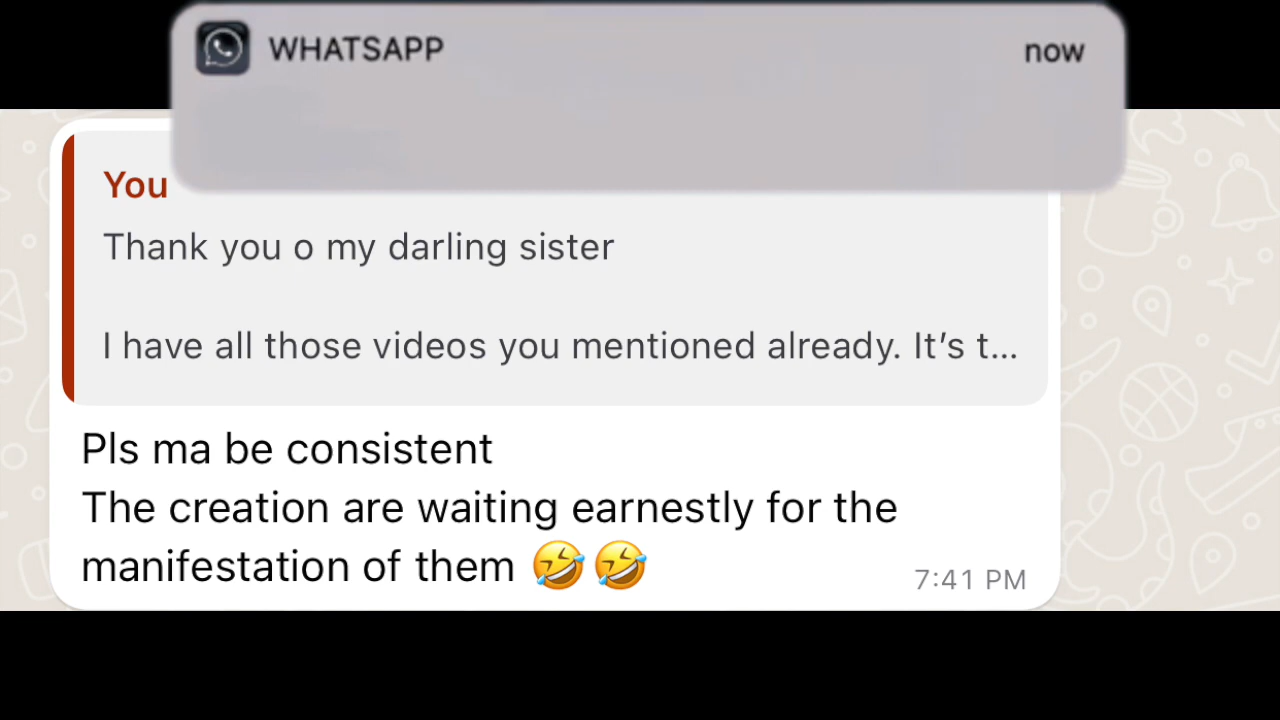 WHATSAPP now
You
Thank you o my darling sister
I have all those videos you mentioned already. It’s t...
Pls ma be consistent
The creation are waiting earnestly for the
manifestation of them 🤣🤣
7:41 PM